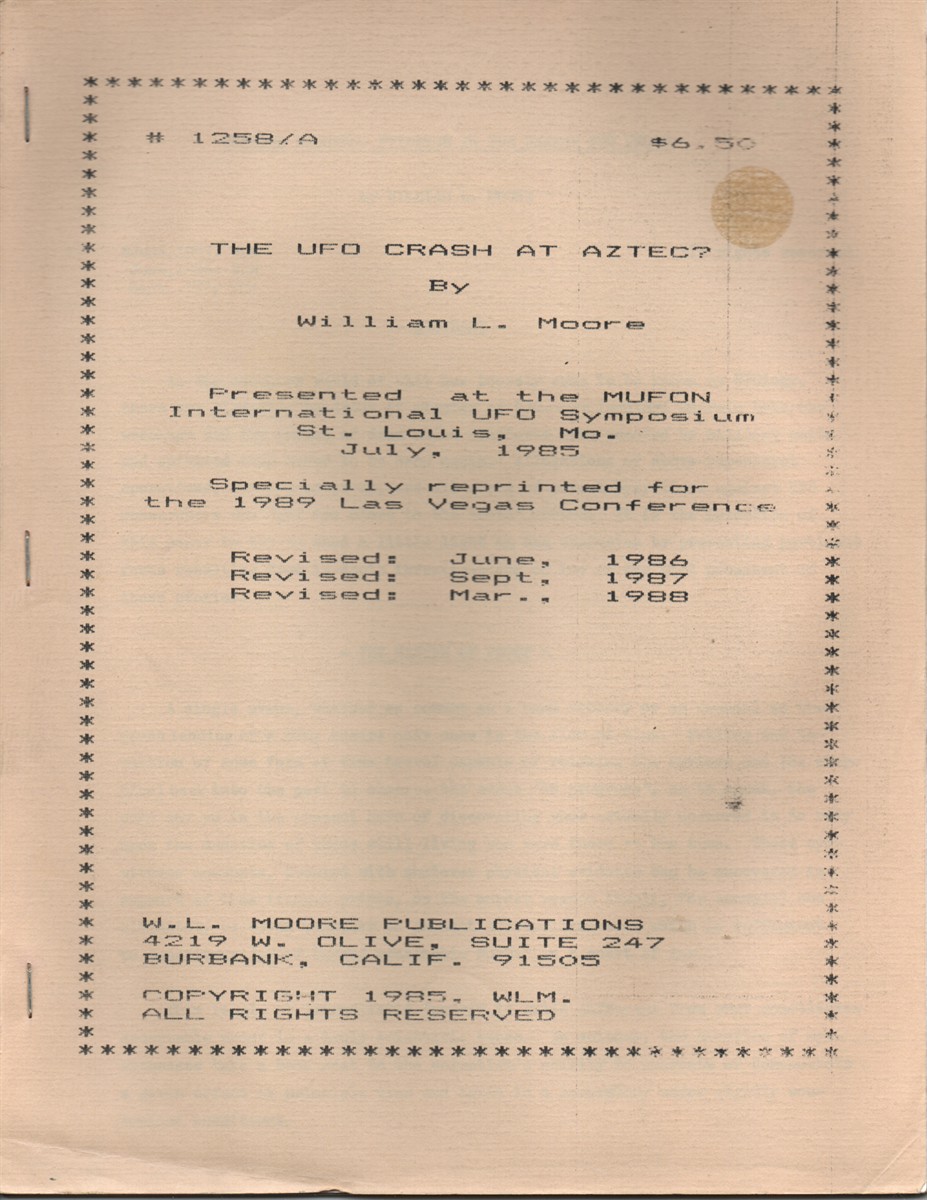 # 1258/A $6.50
THE UFO CRASH AT AZTEC?
By
William L. Moore
Presented at the MUFON
International UFO Symposium
St. Louis, Mo.
July, 1985
Specially reprinted for
the 1989 Las Vegas Conference
Revised: June, 1986
Revised: Sept, 1987
Revised: Mar., 1988
W.L. MOORE PUBLICATIONS
4219 W. OLIVE, SUITE 247
BURBANK, CALIF. 91505
COPYRIGHT 1985, WLM.
ALL RIGHTS RESERVED